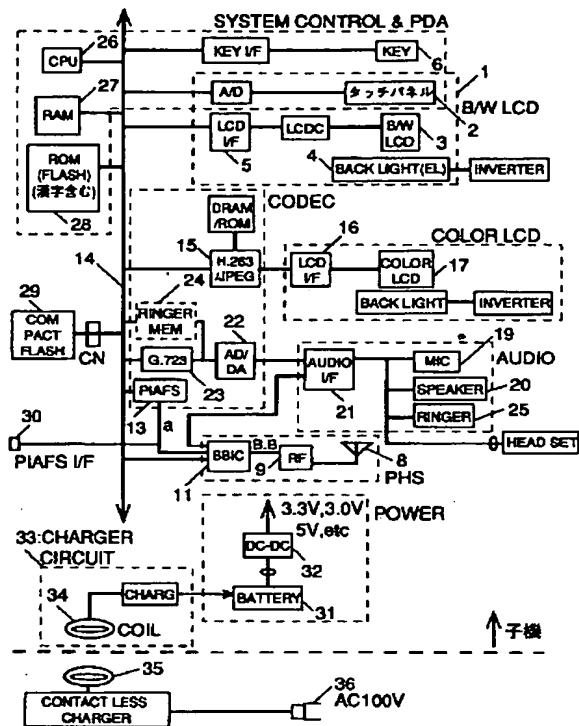 SYSTEM CONTROL & PDA
26
CPU
KEY I/F
KEY
6
1
27
RAM
A/D
タッチパネル
2
B/W LCD
LCD
I/F
5
LCDC
B/W
LCD
3
ROM
(FLASH)
(漢字含む)
28
4
BACK LIGHT(EL)
INVERTER
CODEC
DRAM
/ROM
15
H.263
/JPEG
14
16
LCD
I/F
COLOR LCD
COLOR
LCD
17
BACK LIGHT
INVERTER
24
29
COM
PACT
FLASH
CN
RINGER
MEM
22
G.723
23
AD/
DA
AUDIO
I/F
21
19
MIC
AUDIO
SPEAKER
20
RINGER
25
PIAFS
13
a
30
PIAFS I/F
HEAD SET
BBIC
11
B.B
9
RF
8
PHS
3.3V,3.0V
5V,etc
POWER
33:CHARGER
CIRCUIT
DC-DC
32
34
CHARG
COIL
BATTERY
31
子機
35
CONTACT LESS
CHARGER
36
AC100V